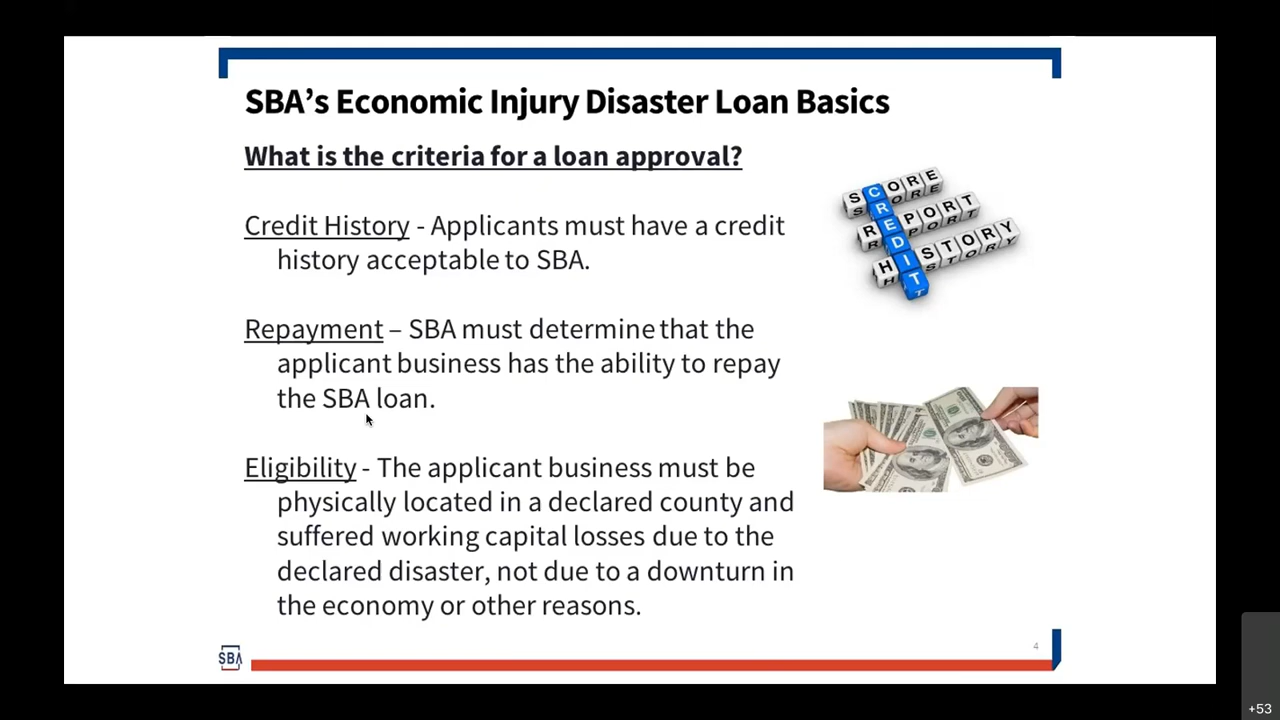 SBA's Economic Injury Disaster Loan Basics
What is the criteria for a loan approval?
Credit History - Applicants must have a credit
history acceptable to SBA.
Repayment – SBA must determine that the
applicant business has the ability to repay
the SBA loan.
Eligibility - The applicant business must be
physically located in a declared county and
suffered working capital losses due to the
declared disaster, not due to a downturn in
the economy or other reasons.
SCORE
REPORT
HISTORY
CREDIT
SBA
4
+53